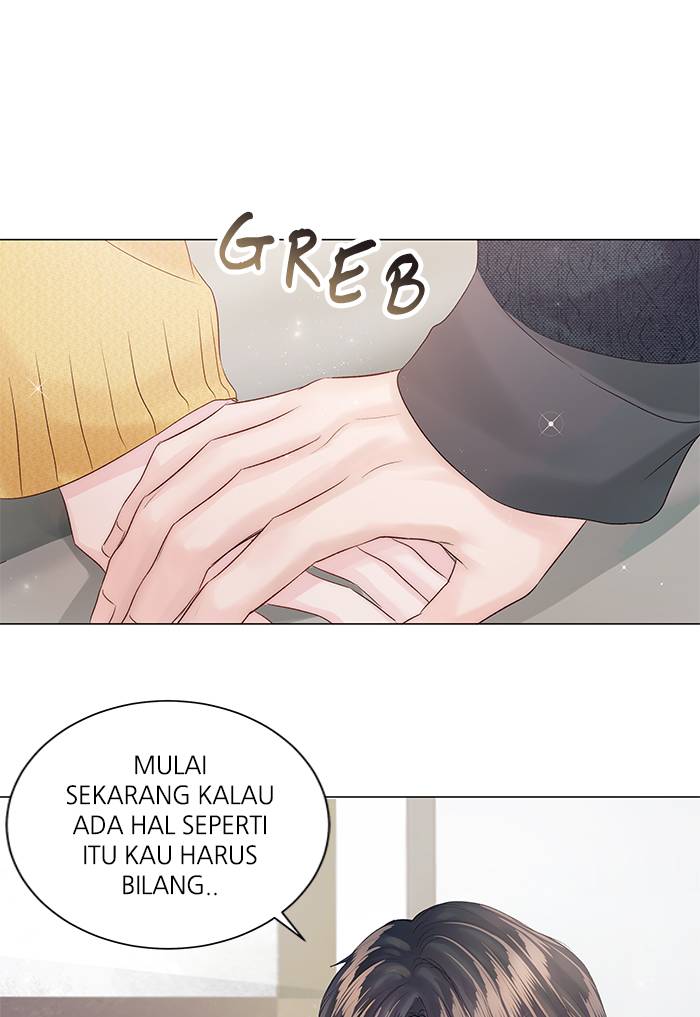 GREB
MULAI
SEKARANG KALAU
ADA HAL SEPERTI
ITU KAU HARUS
BILANG..